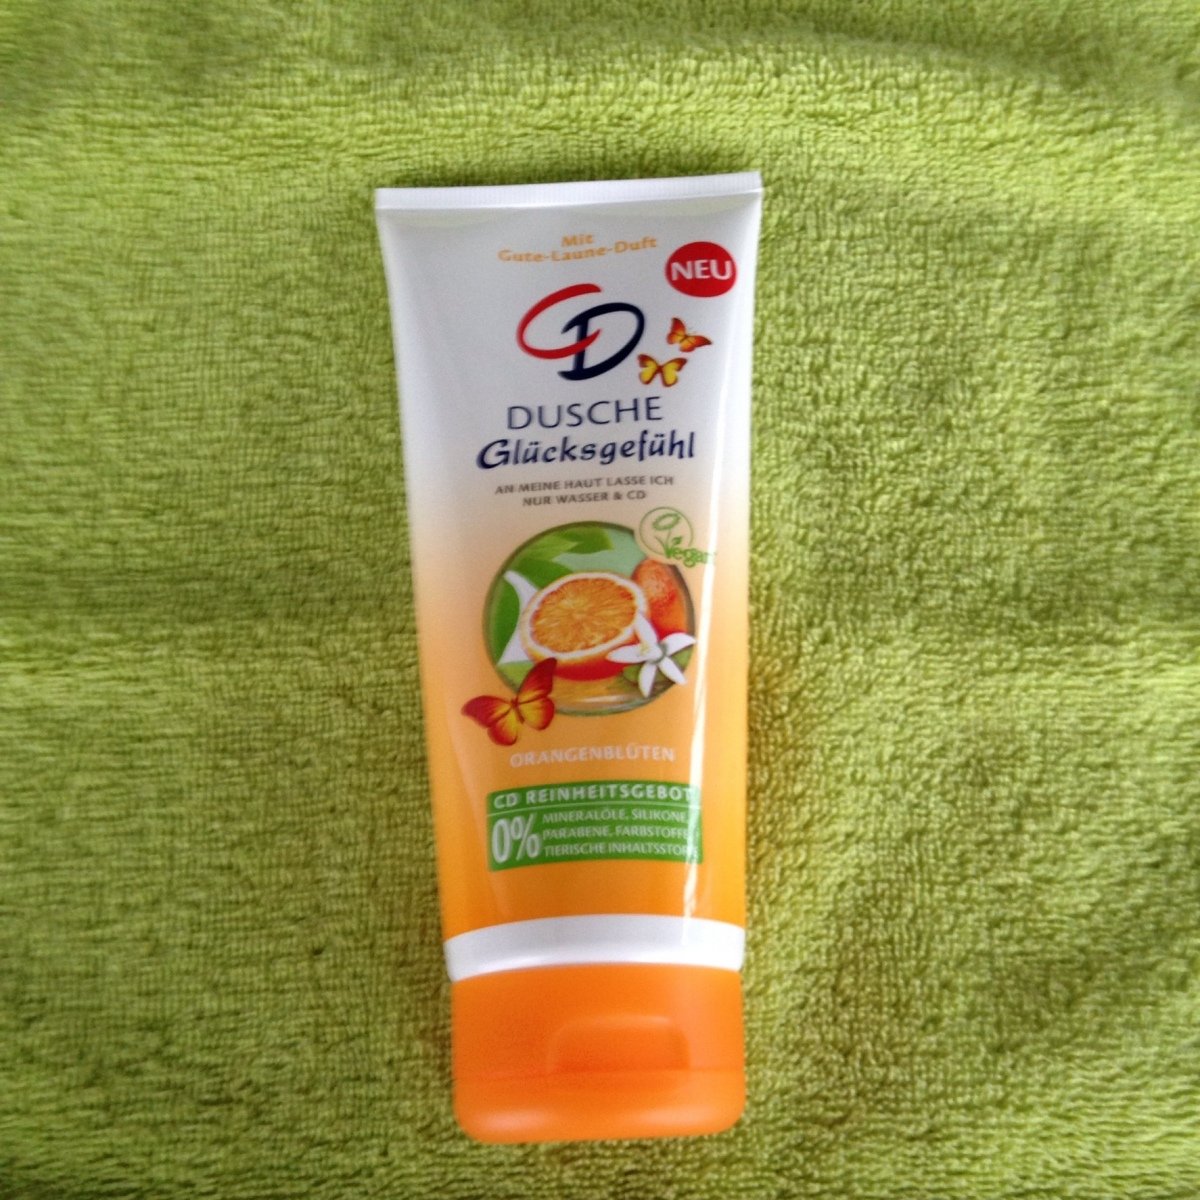 Mit
Gute-Laune-Duft
NEU
CD
DUSCHE
Glücksgefühl
AN MEINE HAUT LASSE ICH
NUR WASSER & CD
Vegan
ORANGENBLÜTEN
CD REINHEITSGEBOT
0% MINERALÖLE, SILIKONE,
PARABENE, FARBSTOFFE,
TIERISCHE INHALTSSTOFFE